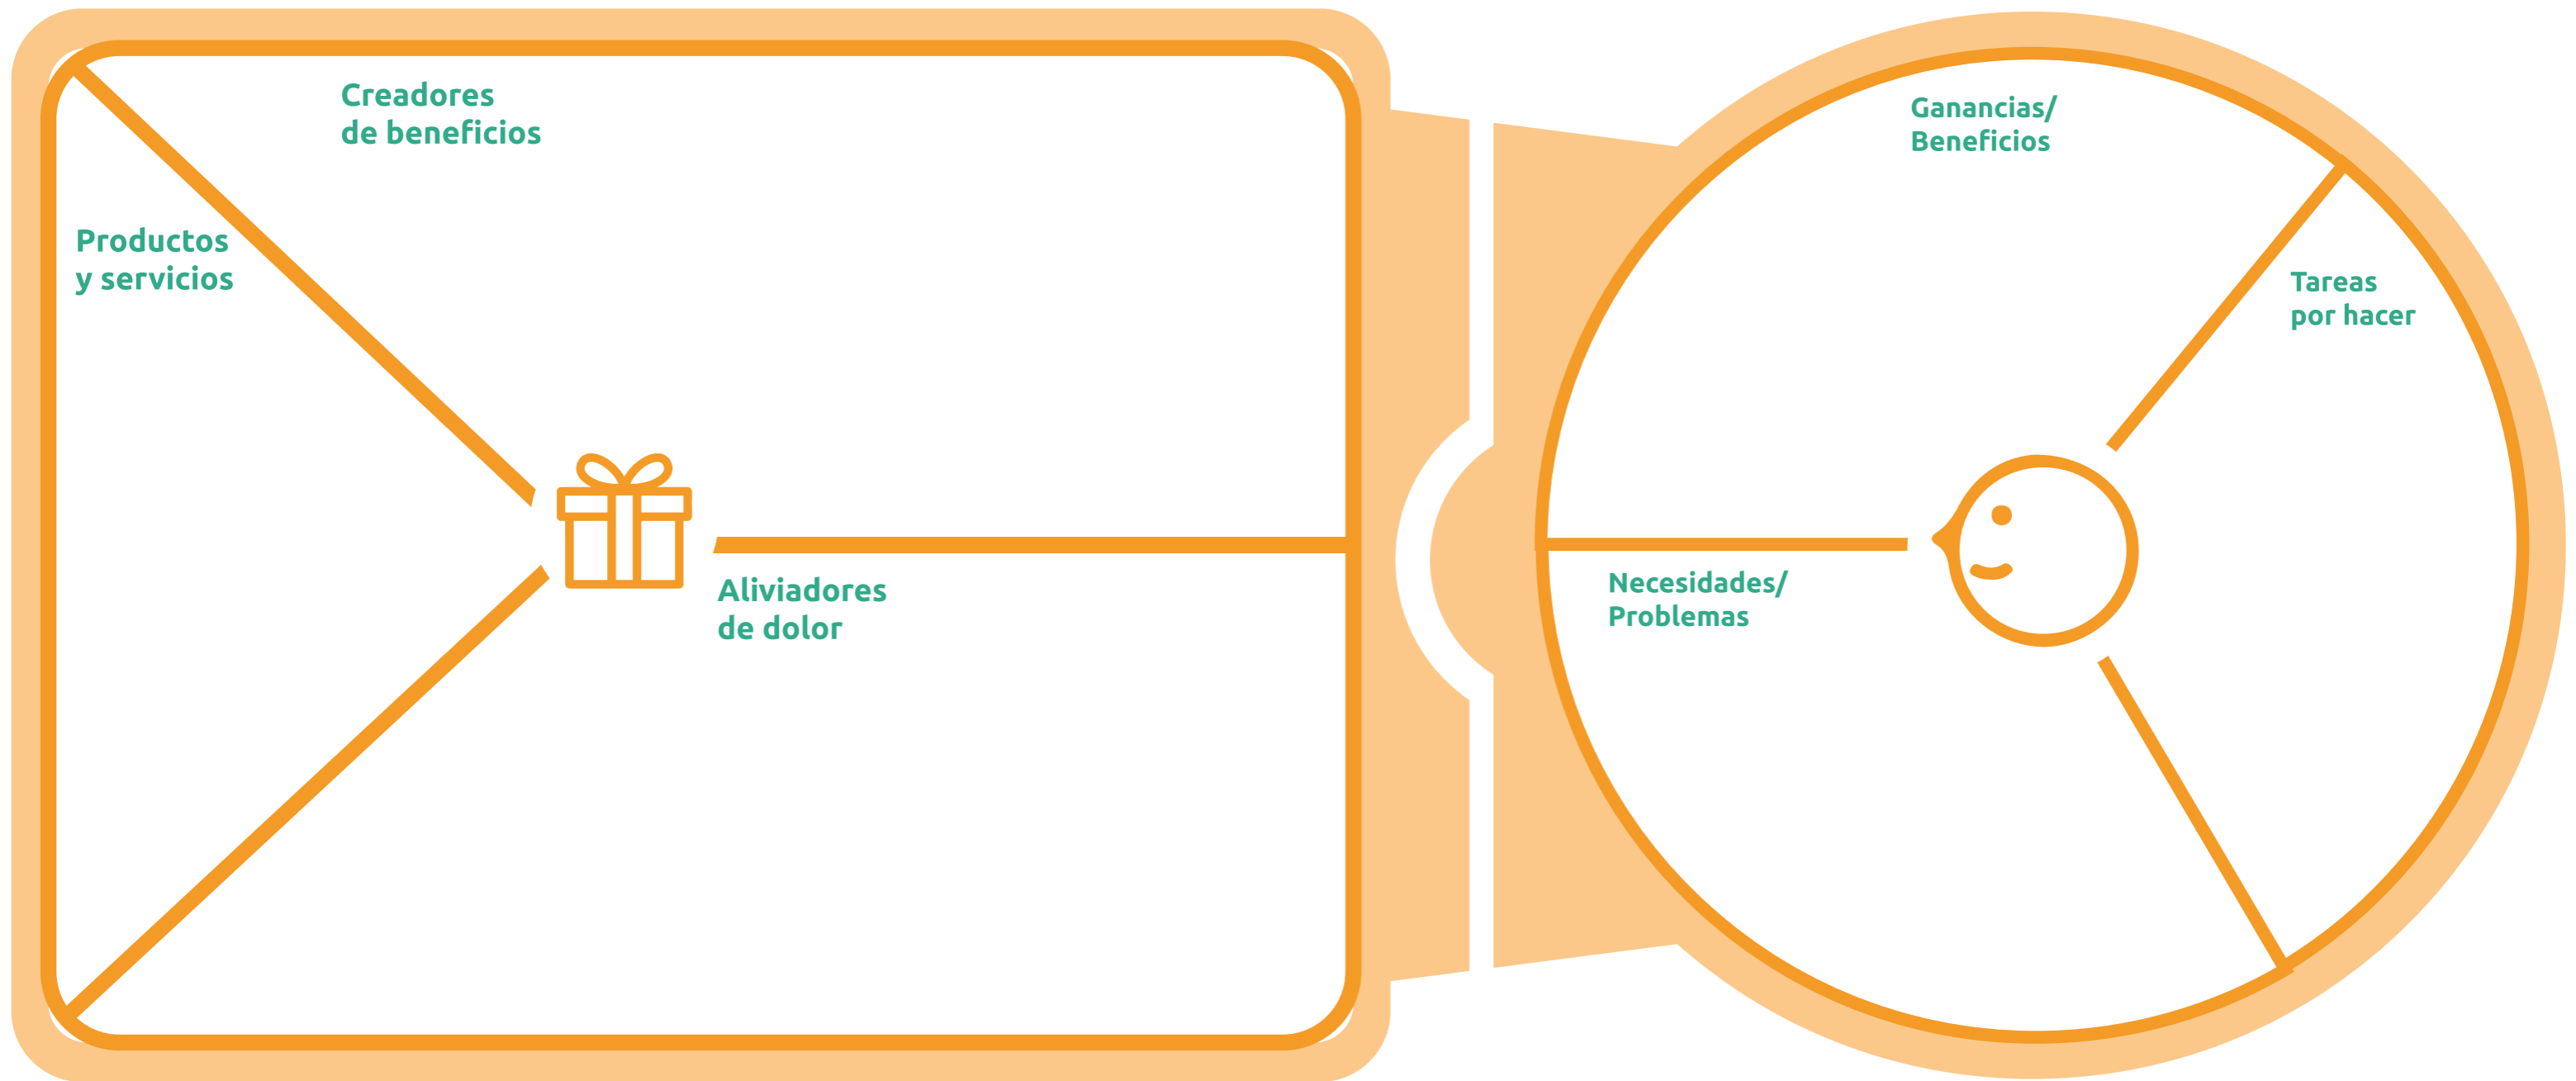 Creadores
de beneficios
Productos
y servicios
Aliviadores
de dolor
Ganancias/
Beneficios
Tareas
por hacer
Necesidades/
Problemas